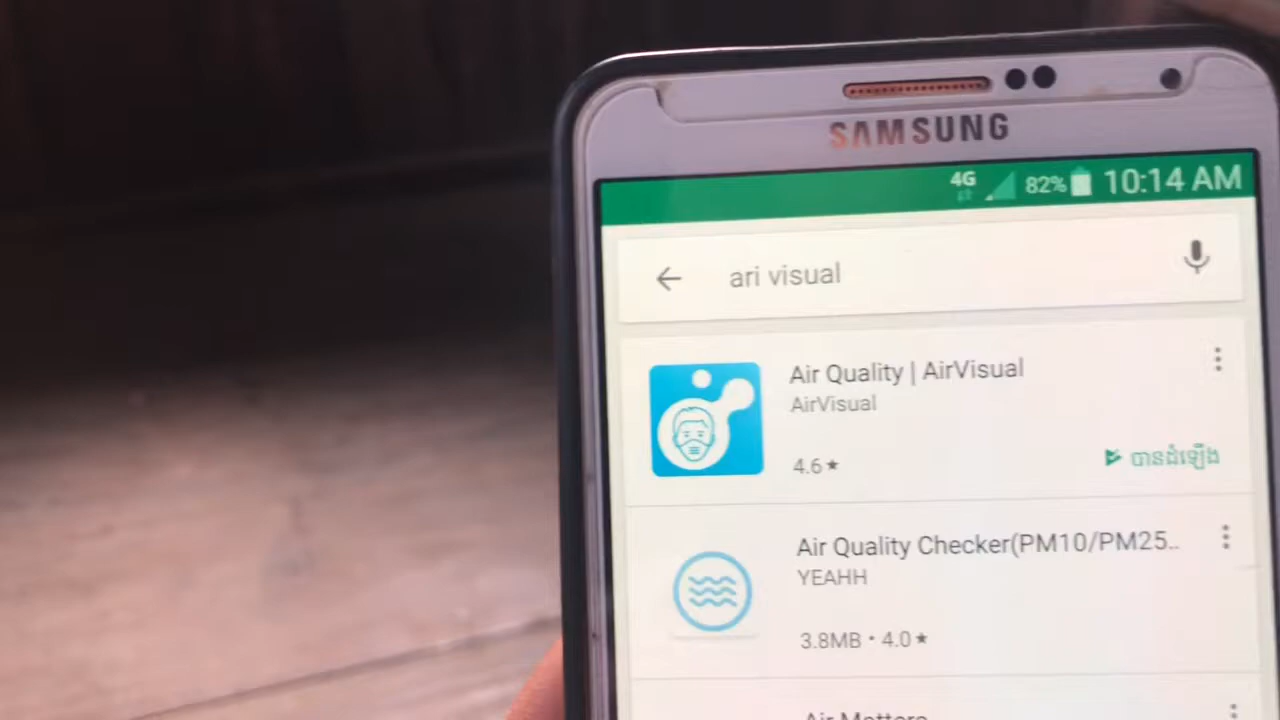 SAMSUNG
4G 82% 10:14 AM
ari visual
Air Quality | AirVisual
AirVisual
4.6★
បានដំឡើង
Air Quality Checker(PM10/PM25..
YEAHH
3.8MB • 4.0★
Air Matters